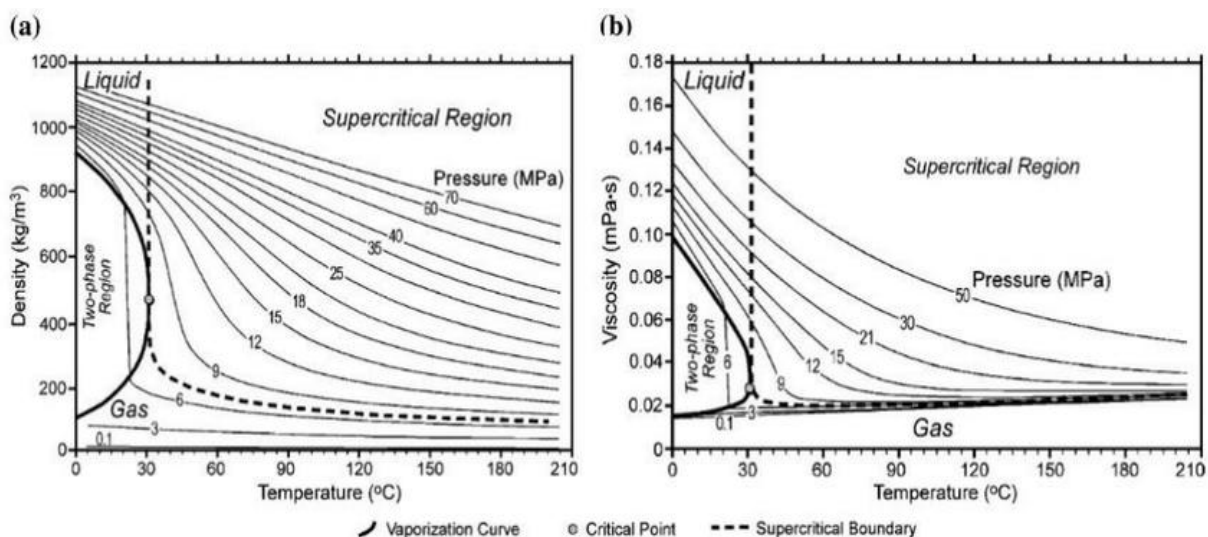 (a)
1200
1000
800
600
400
200
0
Density (kg/m³)
Liquid
Supercritical Region
Pressure (MPa)
70
60
40
35
25
18
15
12
9
6
3
0.1
Two-phase
Region
Gas
0 30 60 90 120 150 180 210
Temperature (°C)
(b)
0.18
0.16
0.14
0.12
0.10
0.08
0.06
0.04
0.02
0
Viscosity (mPa·s)
Liquid
Supercritical Region
Pressure (MPa)
50
30
21
15
12
9
6
3
0.1
Two-phase
Region
Gas
0 30 60 90 120 150 180 210
Temperature (°C)
Vaporization Curve Critical Point Supercritical Boundary